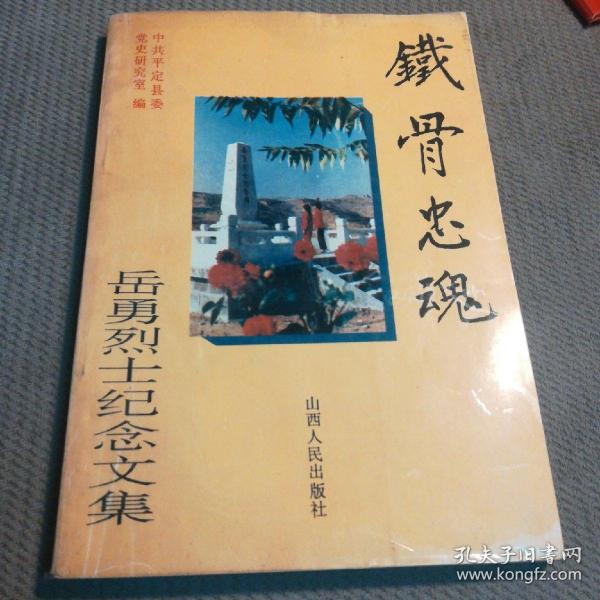 鐵骨忠魂
中共平定县委
党史研究室 编
岳勇烈士纪念文集
山西人民出版社
孔夫子旧书网
www.kongfz.com